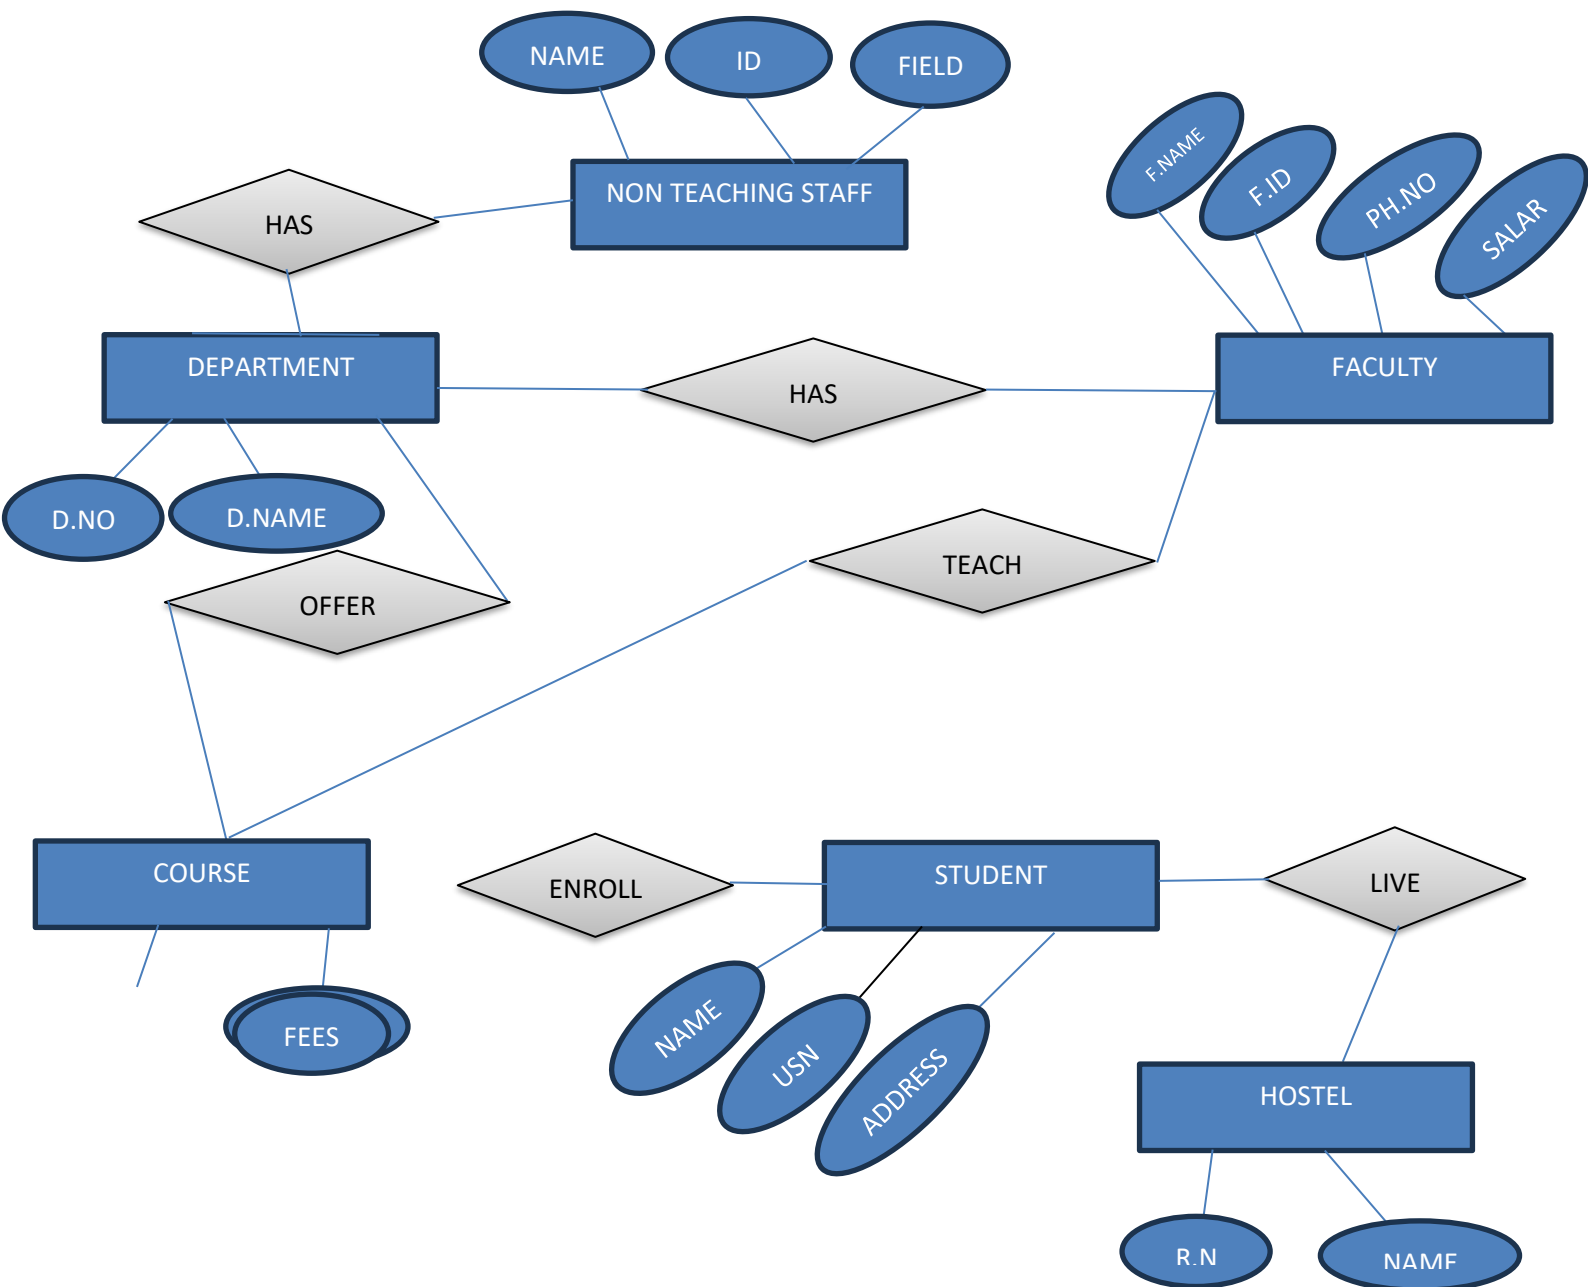 NAME
ID
FIELD
NON TEACHING STAFF
F.NAME
F.ID
PH.NO
SALAR
HAS
DEPARTMENT
HAS
FACULTY
D.NO
D.NAME
OFFER
TEACH
COURSE
ENROLL
STUDENT
LIVE
FEES
NAME
USN
ADDRESS
HOSTEL
R.N
NAME